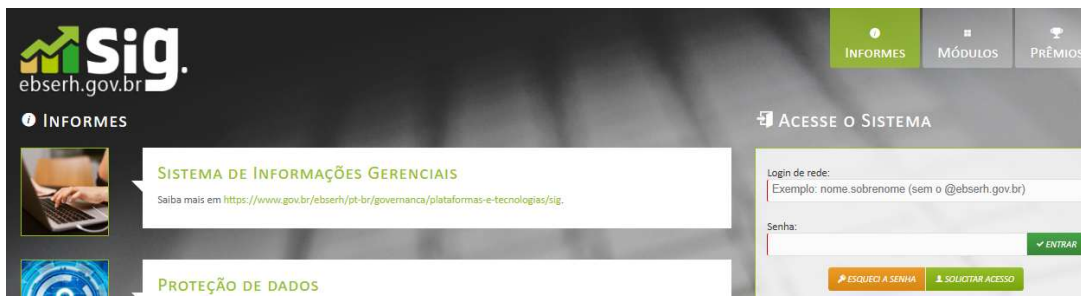 Sig.
ebserh.gov.br
INFORMES
MÓDULOS
PRÊMIOS
INFORMES
SISTEMA DE INFORMAÇÕES GERENCIAIS
Saiba mais em https://www.gov.br/ebserh/pt-br/governanca/plataformas-e-tecnologias/sig.
PROTEÇÃO DE DADOS
ACESSE O SISTEMA
Login de rede:
Exemplo: nome.sobrenome (sem o @ebserh.gov.br)
Senha:
ENTRAR
ESQUECI A SENHA
SOLICITAR ACESSO